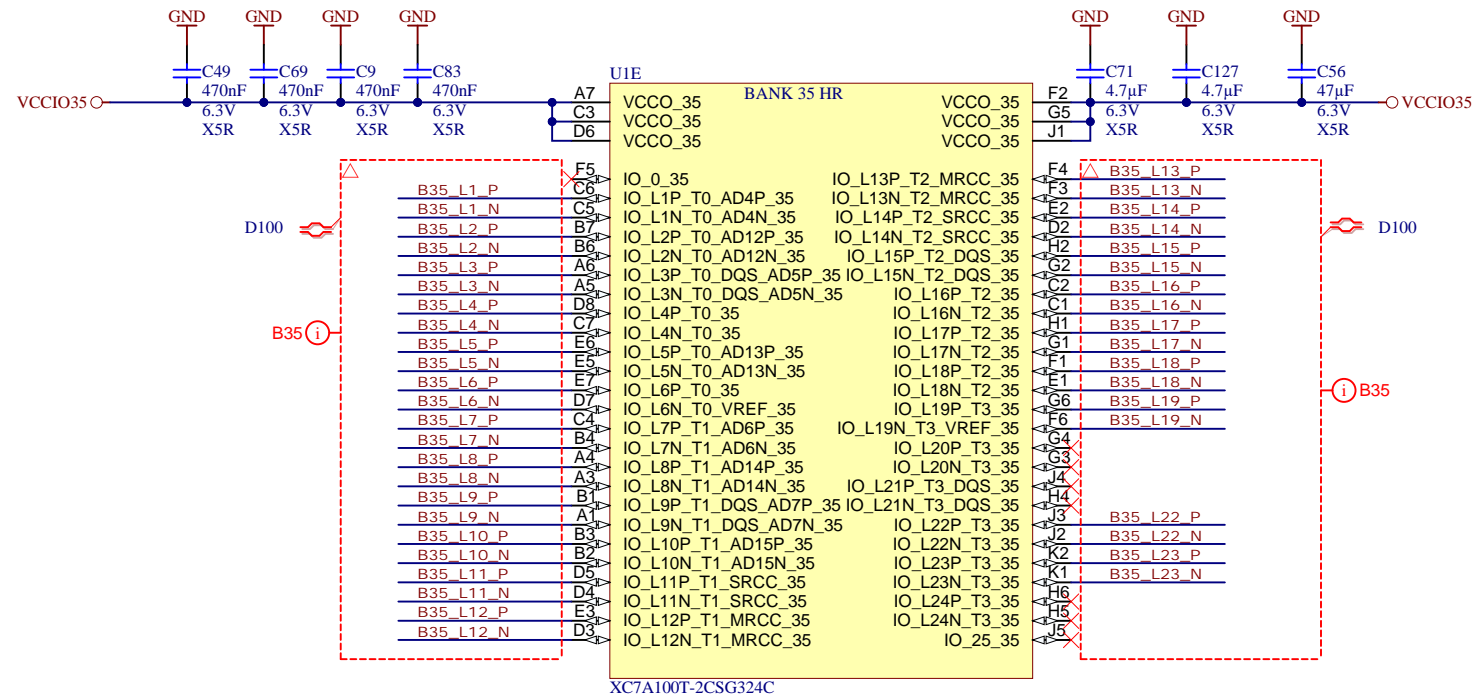 GND GND GND GND GND GND GND
C49 C69 C9 C83 U1E C71 C127 C56
470nF 470nF 470nF 470nF BANK 35 HR 4.7µF 4.7µF 47µF
VCCIO35 6.3V 6.3V 6.3V 6.3V A7 VCCO_35 VCCO_35 F2 6.3V 6.3V 6.3V VCCIO35
X5R X5R X5R X5R C3 VCCO_35 VCCO_35 G5 X5R X5R X5R
D6 VCCO_35 VCCO_35 J1
F5 IO_0_35 IO_L13P_T2_MRCC_35 F4 B35_L13_P
B35_L1_P C6 IO_L1P_T0_AD4P_35 IO_L13N_T2_MRCC_35 F3 B35_L13_N
B35_L1_N C5 IO_L1N_T0_AD4N_35 IO_L14P_T2_SRCC_35 E2 B35_L14_P
D100 B35_L2_P B7 IO_L2P_T0_AD12P_35 IO_L14N_T2_SRCC_35 D2 B35_L14_N D100
B35_L2_N B6 IO_L2N_T0_AD12N_35 IO_L15P_T2_DQS_35 H2 B35_L15_P
B35_L3_P A6 IO_L3P_T0_DQS_AD5P_35 IO_L15N_T2_DQS_35 G2 B35_L15_N
B35_L3_N A5 IO_L3N_T0_DQS_AD5N_35 IO_L16P_T2_35 C2 B35_L16_P
B35_L4_P D8 IO_L4P_T0_35 IO_L16N_T2_35 C1 B35_L16_N
B35 i B35_L4_N C7 IO_L4N_T0_35 IO_L17P_T2_35 H1 B35_L17_P
B35_L5_P E6 IO_L5P_T0_AD13P_35 IO_L17N_T2_35 G1 B35_L17_N
B35_L5_N E5 IO_L5N_T0_AD13N_35 IO_L18P_T2_35 F1 B35_L18_P
B35_L6_P E7 IO_L6P_T0_35 IO_L18N_T2_35 E1 B35_L18_N i B35
B35_L6_N D7 IO_L6N_T0_VREF_35 IO_L19P_T3_35 G6 B35_L19_P
B35_L7_P C4 IO_L7P_T1_AD6P_35 IO_L19N_T3_VREF_35 F6 B35_L19_N
B35_L7_N B4 IO_L7N_T1_AD6N_35 IO_L20P_T3_35 G4
B35_L8_P A4 IO_L8P_T1_AD14P_35 IO_L20N_T3_35 G3
B35_L8_N A3 IO_L8N_T1_AD14N_35 IO_L21P_T3_DQS_35 J4
B35_L9_P B1 IO_L9P_T1_DQS_AD7P_35 IO_L21N_T3_DQS_35 H4
B35_L9_N A1 IO_L9N_T1_DQS_AD7N_35 IO_L22P_T3_35 J3 B35_L22_P
B35_L10_P B3 IO_L10P_T1_AD15P_35 IO_L22N_T3_35 J2 B35_L22_N
B35_L10_N B2 IO_L10N_T1_AD15N_35 IO_L23P_T3_35 K2 B35_L23_P
B35_L11_P D5 IO_L11P_T1_SRCC_35 IO_L23N_T3_35 K1 B35_L23_N
B35_L11_N D4 IO_L11N_T1_SRCC_35 IO_L24P_T3_35 H6
B35_L12_P E3 IO_L12P_T1_MRCC_35 IO_L24N_T3_35 H5
B35_L12_N D3 IO_L12N_T1_MRCC_35 IO_25_35 J5
XC7A100T-2CSG324C